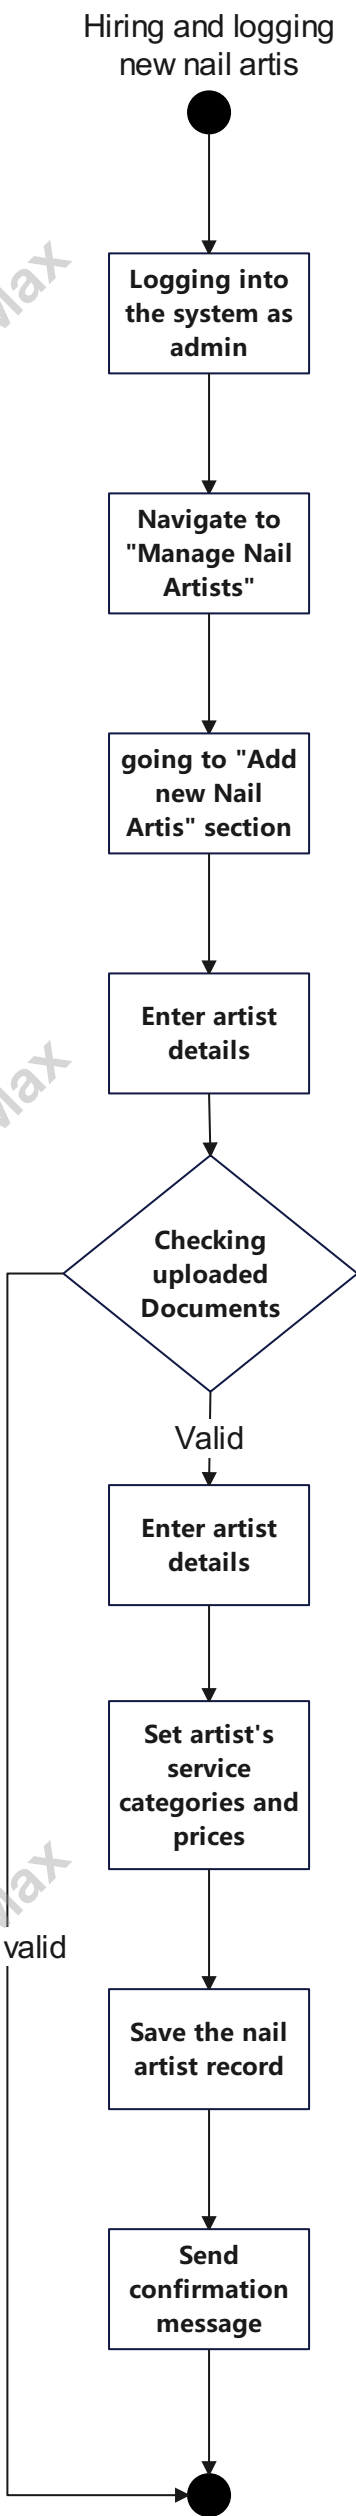 Hiring and logging
new nail artis
Logging into
the system as
admin
Navigate to
"Manage Nail
Artists"
going to "Add
new Nail
Artis" section
Enter artist
details
Checking
uploaded
Documents
Valid
Enter artist
details
Set artist's
service
categories and
prices
valid
Save the nail
artist record
Send
confirmation
message